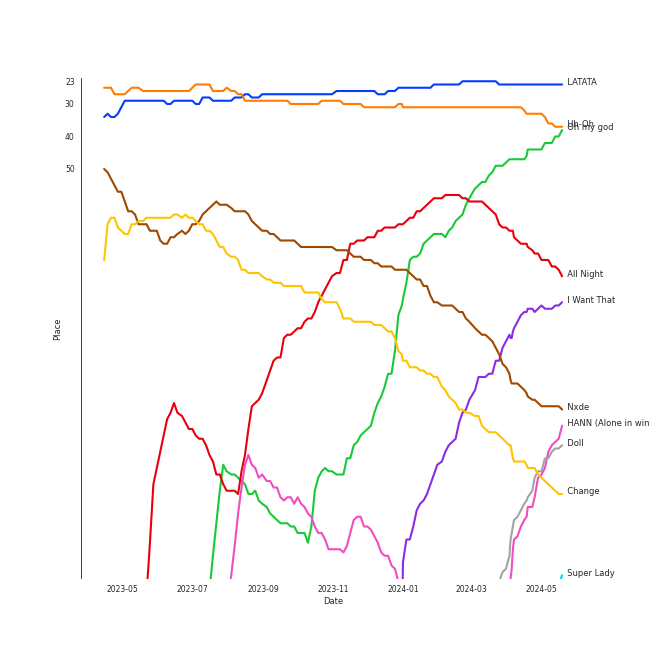 23
LATATA
30
Uh-Oh
Oh my god
40
50
All Night
I Want That
Place
Nxde
HANN (Alone in win
Doll
Change
Super Lady
2023-05 2023-07 2023-09 2023-11 2024-01 2024-03 2024-05
Date